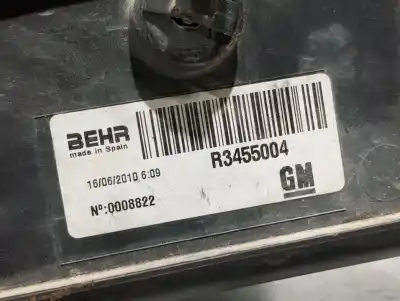 BEHR
made in Spain
R3455004
16/06/2010 6:09
GM
Nº:0008822